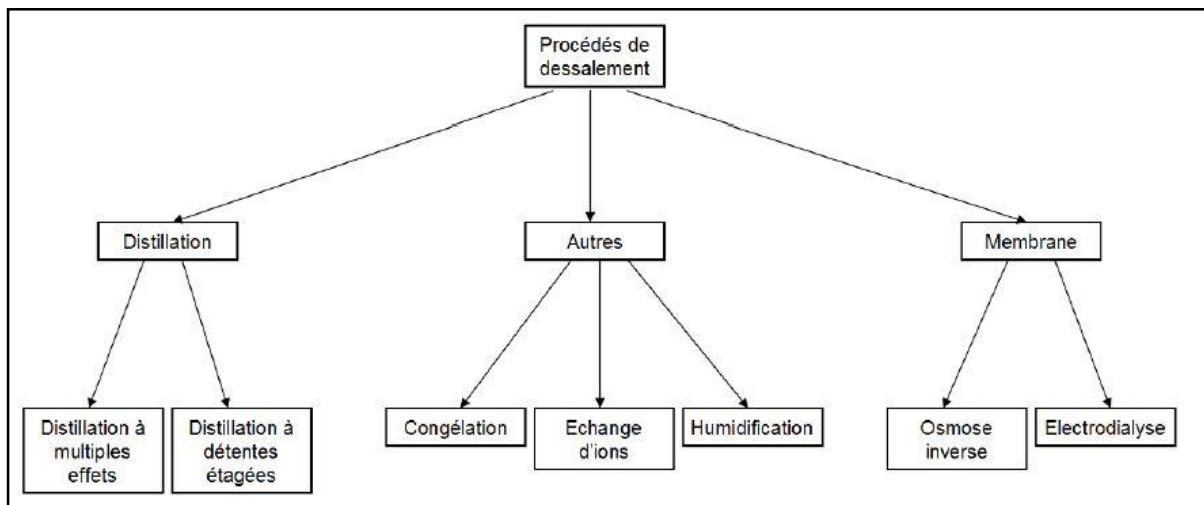 Procédés de
dessalement
Distillation
Autres
Membrane
Distillation à
multiples
effets
Distillation à
détentes
étagées
Congélation
Echange
d'ions
Humidification
Osmose
inverse
Electrodialyse